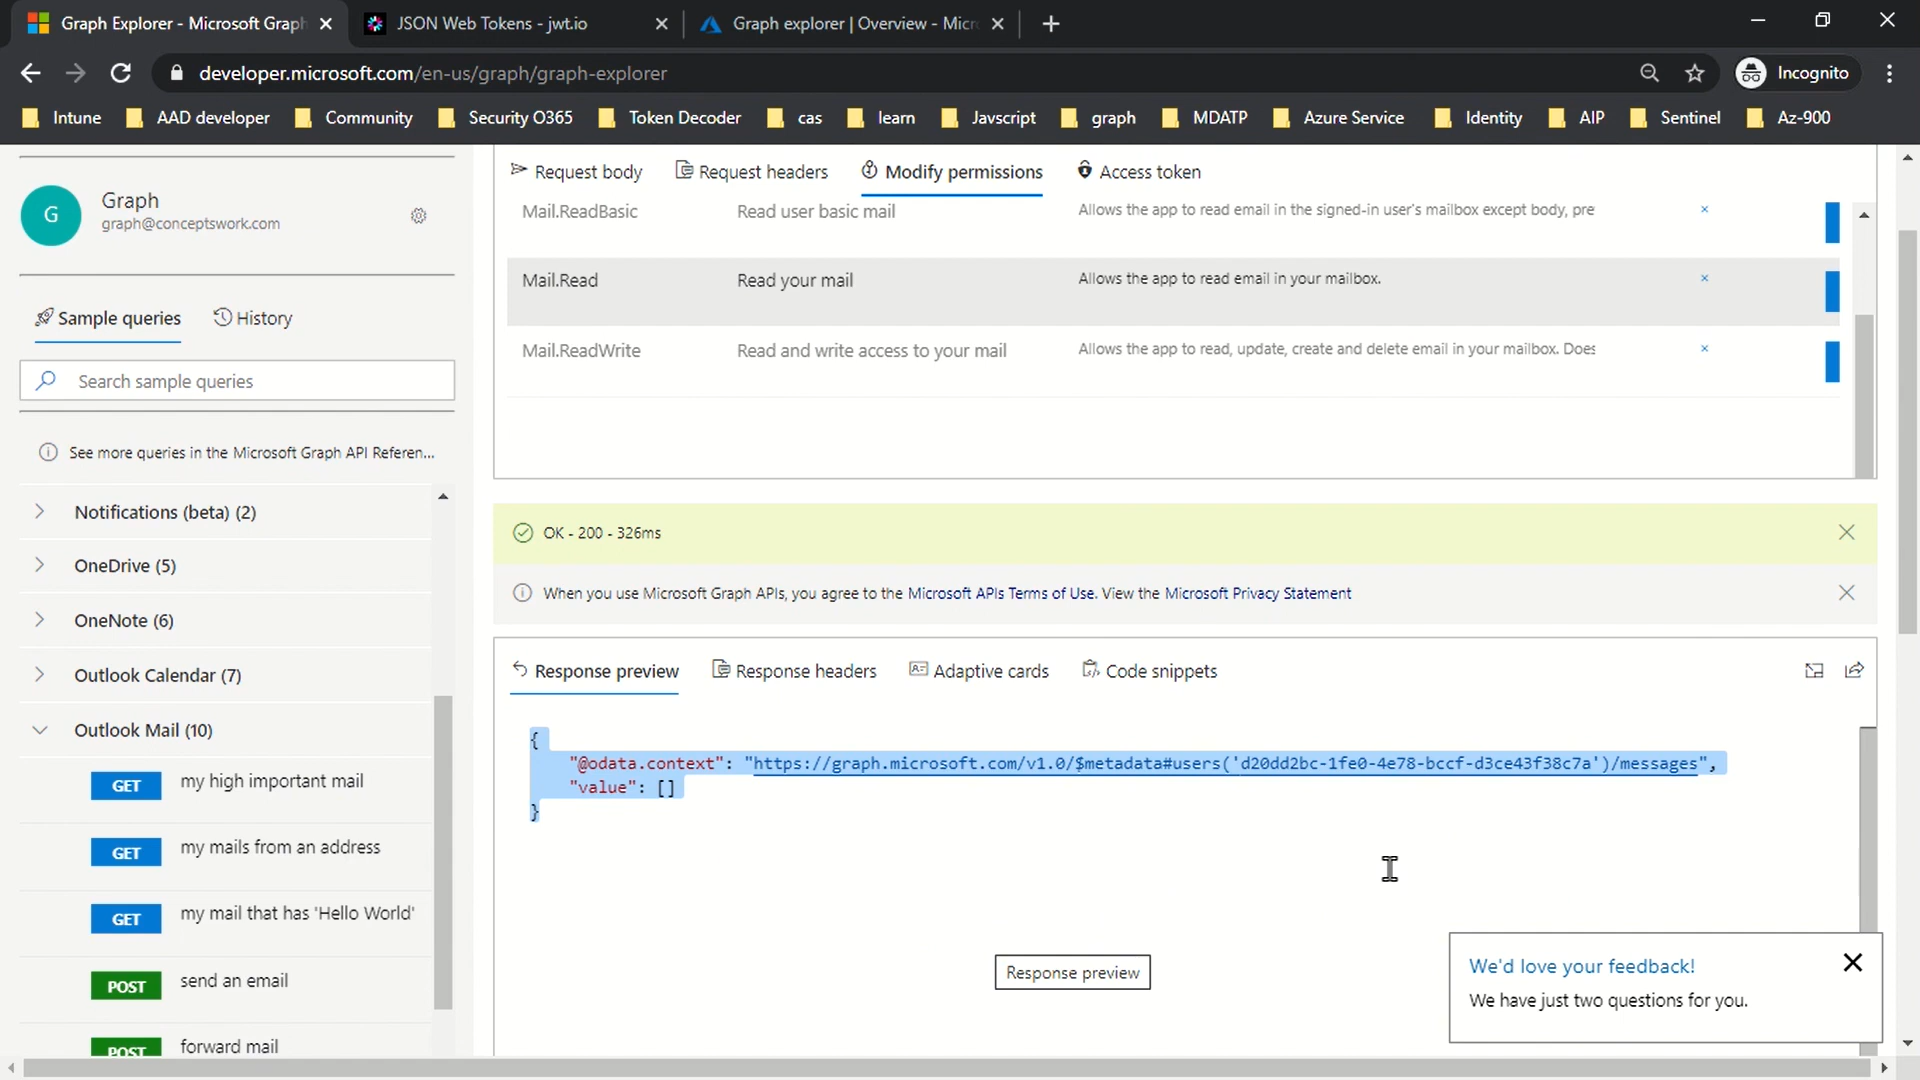 Graph Explorer - Microsoft Graph
JSON Web Tokens - jwt.io
Graph explorer | Overview - Micr
developer.microsoft.com/en-us/graph/graph-explorer
Incognito
Intune
AAD developer
Community
Security O365
Token Decoder
cas
learn
Javscript
graph
MDATP
Azure Service
Identity
AIP
Sentinel
Az-900
G
Graph
graph@conceptswork.com
Sample queries
History
Search sample queries
See more queries in the Microsoft Graph API Referen...
Notifications (beta) (2)
OneDrive (5)
OneNote (6)
Outlook Calendar (7)
Outlook Mail (10)
GET my high important mail
GET my mails from an address
GET my mail that has 'Hello World'
POST send an email
POST forward mail
Request body
Request headers
Modify permissions
Access token
Mail.ReadBasic Read user basic mail Allows the app to read email in the signed-in user's mailbox except body, pre
Mail.Read Read your mail Allows the app to read email in your mailbox.
Mail.ReadWrite Read and write access to your mail Allows the app to read, update, create and delete email in your mailbox. Does
OK - 200 - 326ms
When you use Microsoft Graph APIs, you agree to the Microsoft APIs Terms of Use. View the Microsoft Privacy Statement
Response preview
Response headers
Adaptive cards
Code snippets
{
"@odata.context": "https://graph.microsoft.com/v1.0/$metadata#users('d20dd2bc-1fe0-4e78-bccf-d3ce43f38c7a')/messages",
"value": []
}
Response preview
We'd love your feedback!
We have just two questions for you.